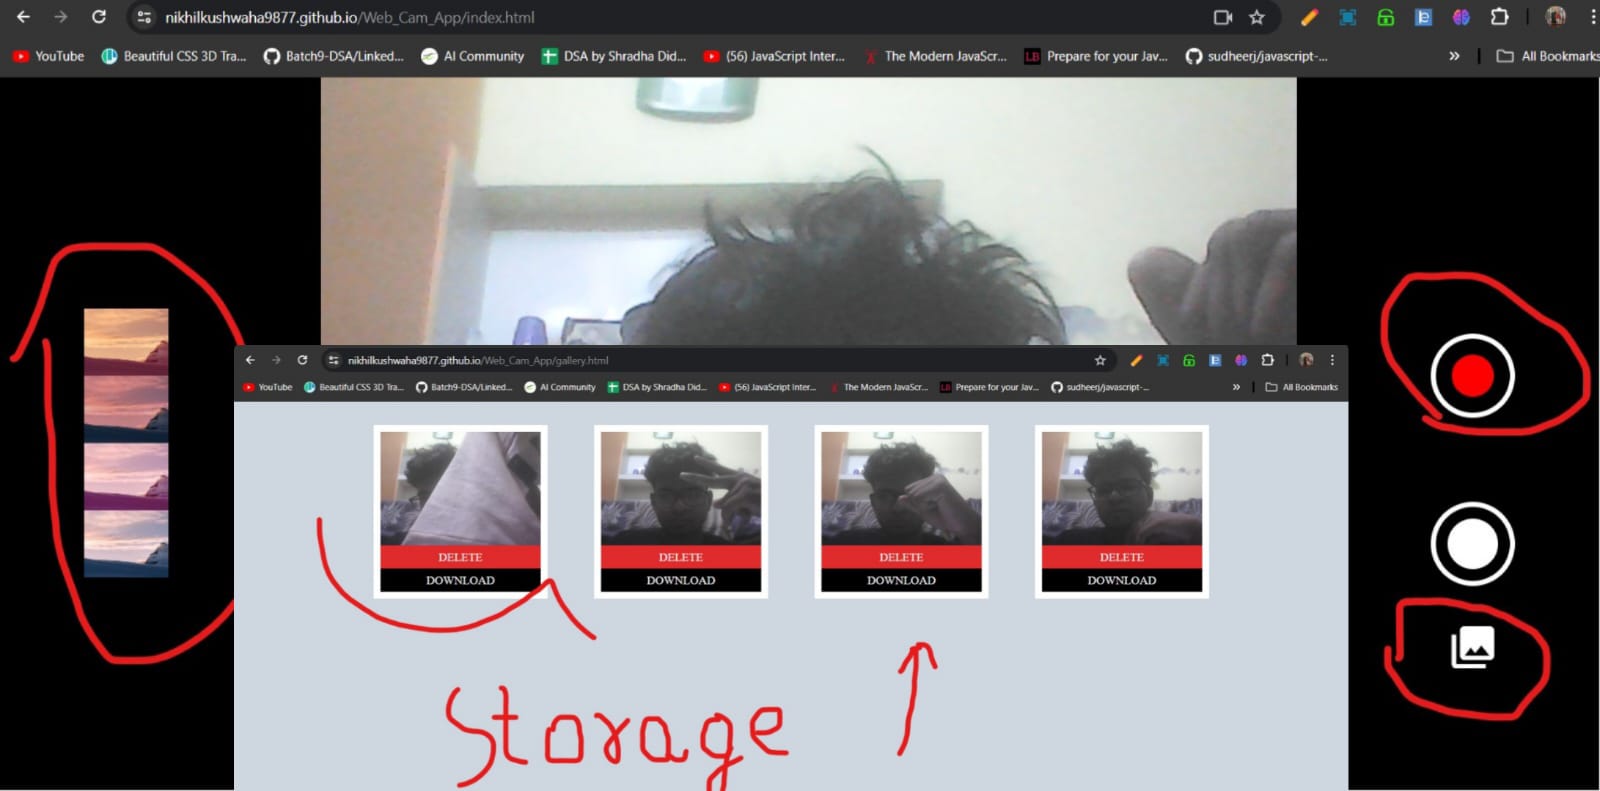 nikhilkushwaha9877.github.io/Web_Cam_App/index.html
YouTube Beautiful CSS 3D Tra... Batch9-DSA/Linked... AI Community DSA by Shradha Did... (56) JavaScript Inter... The Modern JavaScr... LB Prepare for your Jav... sudheerj/javascript-... » All Bookmarks
nikhilkushwaha9877.github.io/Web_Cam_App/gallery.html
YouTube Beautiful CSS 3D Tra... Batch9-DSA/Linked... AI Community DSA by Shradha Did... (56) JavaScript Inter... The Modern JavaScr... LB Prepare for your Jav... sudheerj/javascript-... » All Bookmarks
DELETE DELETE DELETE DELETE
DOWNLOAD DOWNLOAD DOWNLOAD DOWNLOAD
Storage